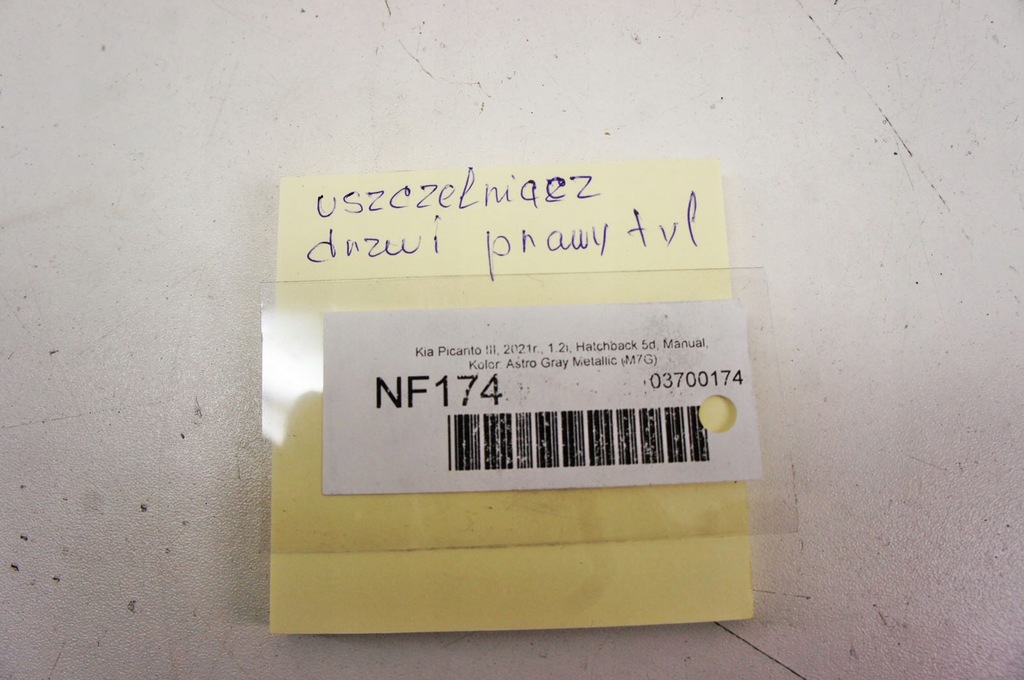 uszczelniacz
drzwi prawy tył
Kia Picanto III, 2021r., 1.2i, Hatchback 5d, Manual,
Kolor: Astro Gray Metallic (M7G)
NF174
03700174